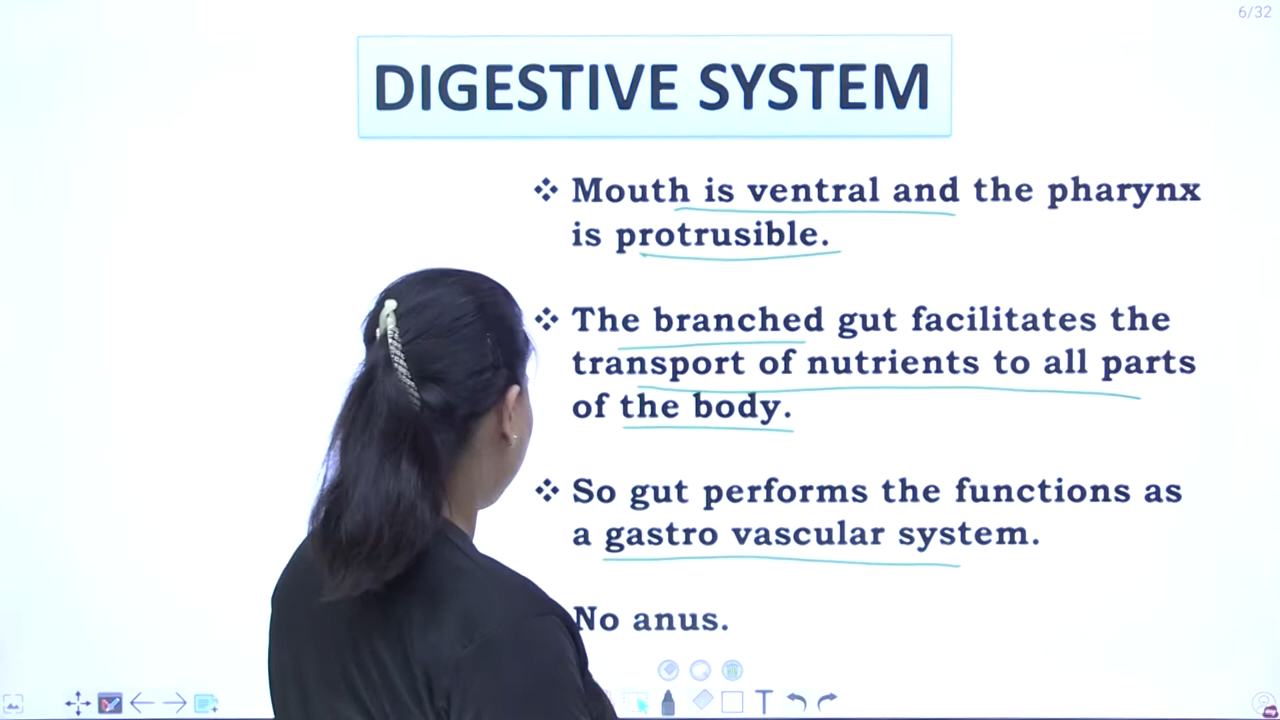 6/32
DIGESTIVE SYSTEM
❖ Mouth is ventral and the pharynx
is protrusible.
❖ The branched gut facilitates the
transport of nutrients to all parts
of the body.
❖ So gut performs the functions as
a gastro vascular system.
No anus.
T